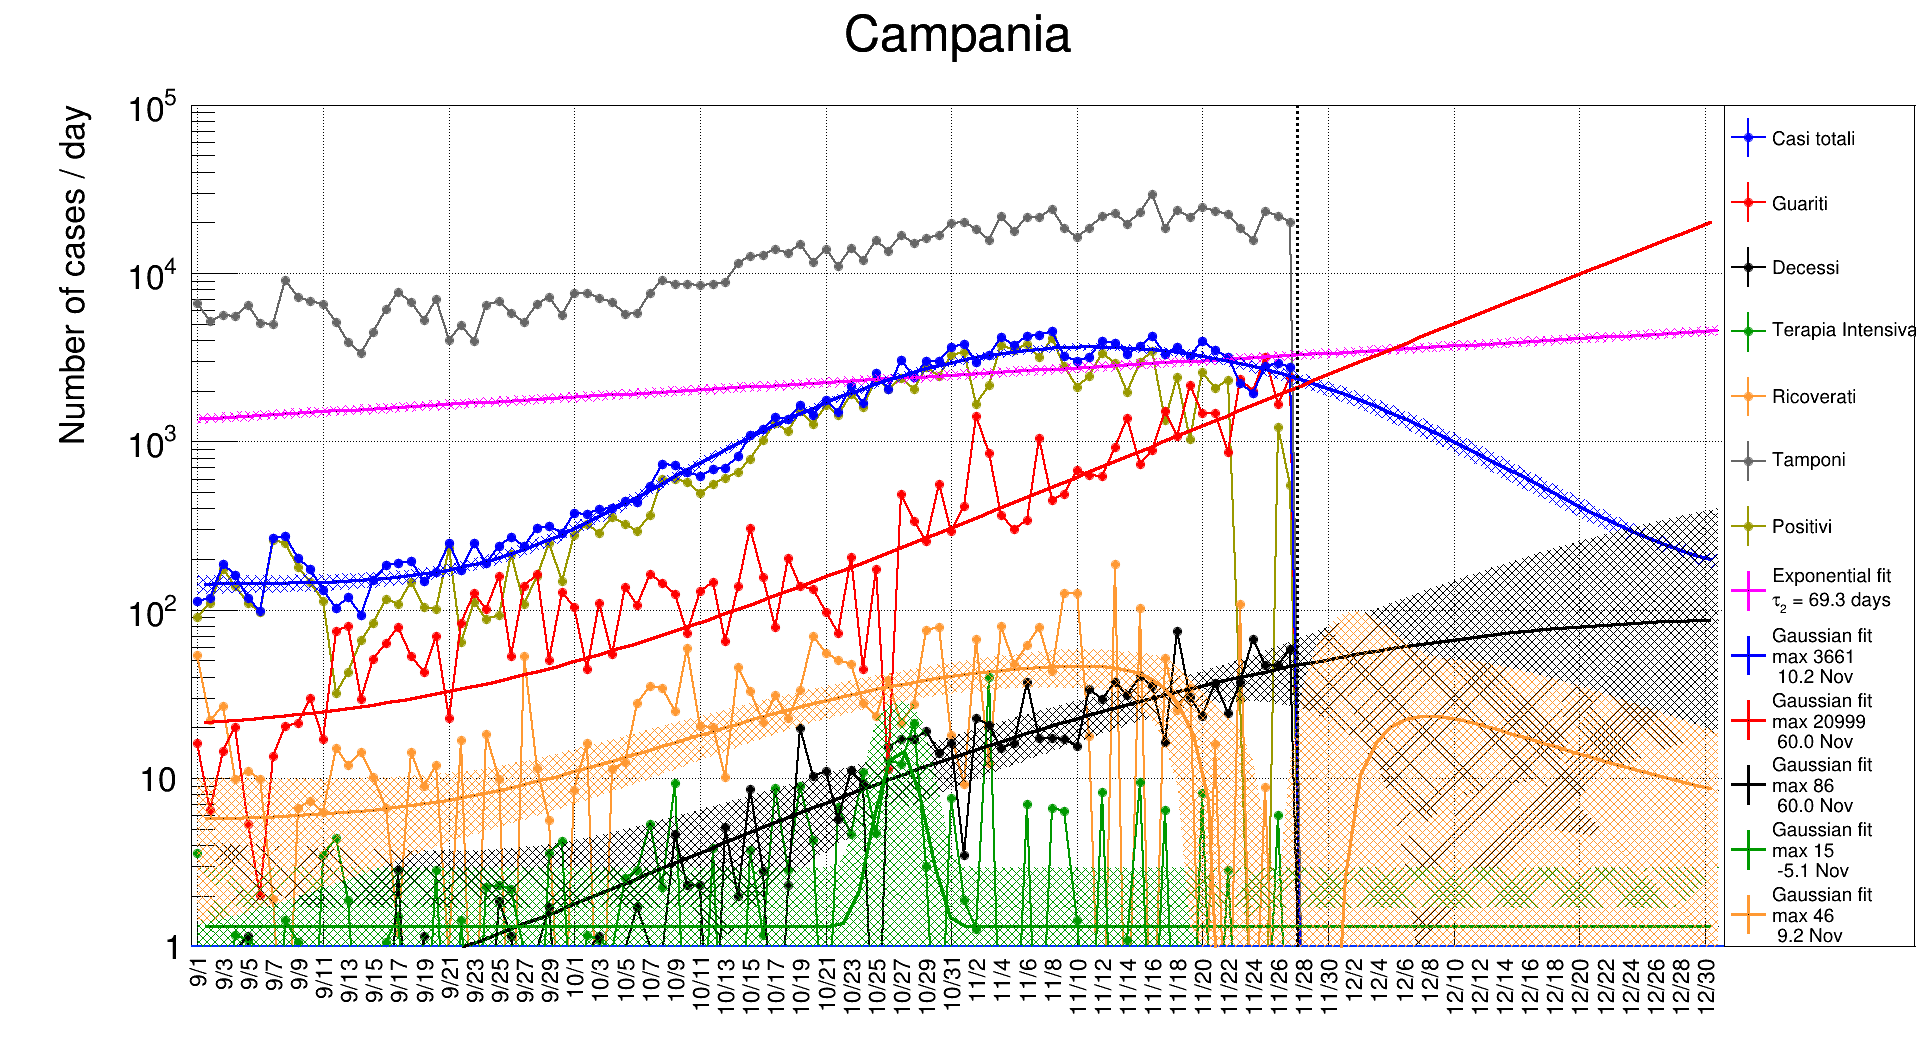 Campania
Number of cases / day
10^5
10^4
10^3
10^2
10
1
9/1
9/3
9/5
9/7
9/9
9/11
9/13
9/15
9/17
9/19
9/21
9/23
9/25
9/27
9/29
10/1
10/3
10/5
10/7
10/9
10/11
10/13
10/15
10/17
10/19
10/21
10/23
10/25
10/27
10/29
10/31
11/2
11/4
11/6
11/8
11/10
11/12
11/14
11/16
11/18
11/20
11/22
11/24
11/26
11/28
11/30
12/2
12/4
12/6
12/8
12/10
12/12
12/14
12/16
12/18
12/20
12/22
12/24
12/26
12/28
12/30
Casi totali
Guariti
Decessi
Terapia Intensiva
Ricoverati
Tamponi
Positivi
Exponential fit
τ₂ = 69.3 days
Gaussian fit
max 3661
10.2 Nov
Gaussian fit
max 20999
60.0 Nov
Gaussian fit
max 86
60.0 Nov
Gaussian fit
max 15
-5.1 Nov
Gaussian fit
max 46
9.2 Nov